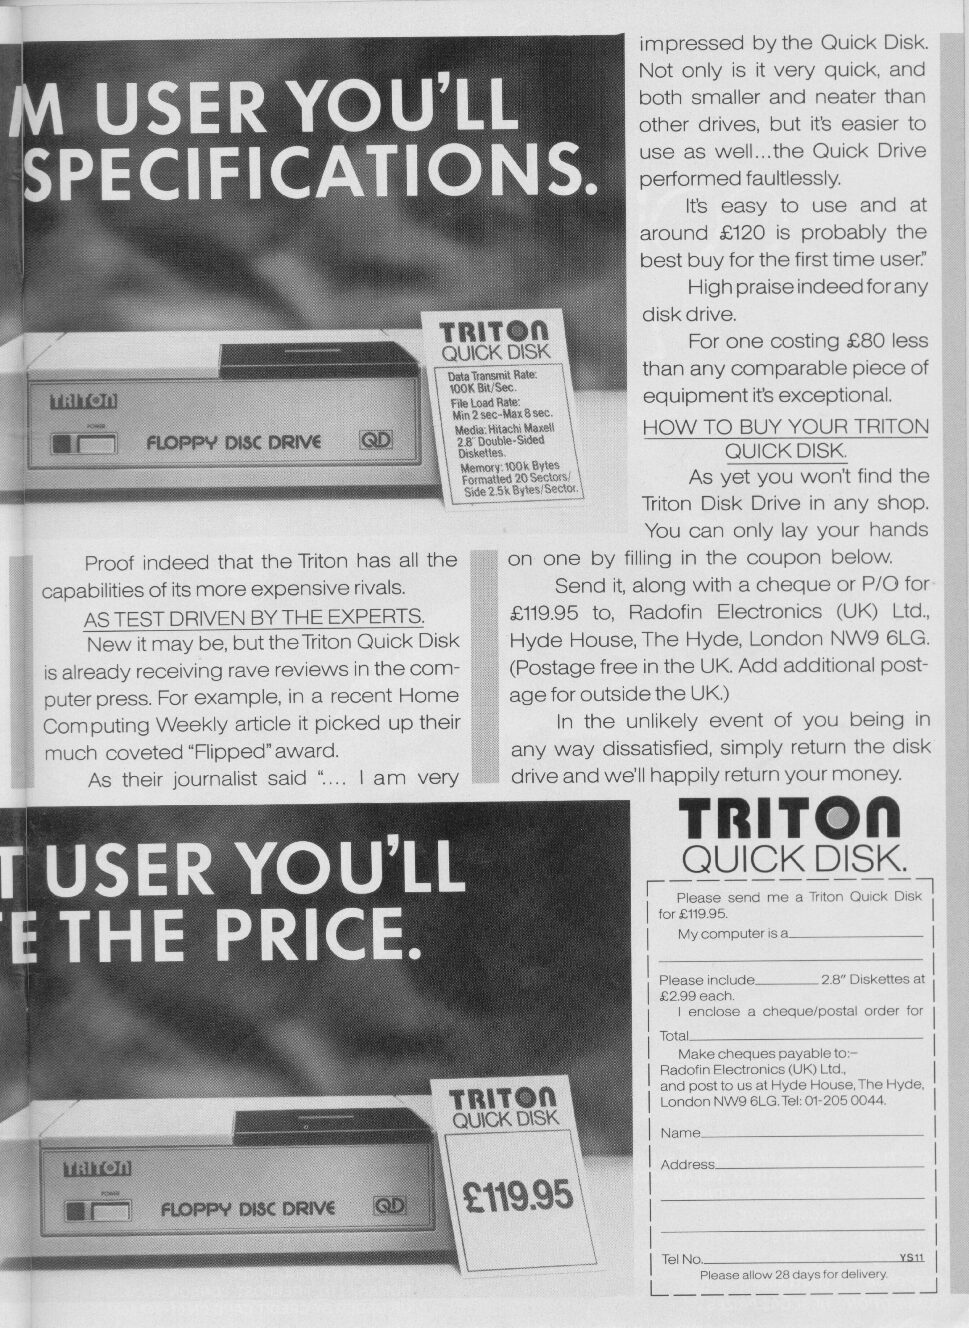 M USER YOU'LL
SPECIFICATIONS.
TRITON
POWER
FLOPPY DISC DRIVE
QD
TRITON
QUICK DISK
Data Transmit Rate:
100K Bit/Sec.
File Load Rate:
Min 2 sec-Max 8 sec.
Media: Hitachi Maxell
2.8" Double-Sided
Diskettes.
Memory: 100k Bytes
Formatted 20 Sectors/
Side 2.5k Bytes/Sector.
Proof indeed that the Triton has all the
capabilities of its more expensive rivals.
AS TEST DRIVEN BY THE EXPERTS.
New it may be, but the Triton Quick Disk
is already receiving rave reviews in the com-
puter press. For example, in a recent Home
Computing Weekly article it picked up their
much coveted “Flipped” award.
As their journalist said “.... I am very
impressed by the Quick Disk.
Not only is it very quick, and
both smaller and neater than
other drives, but it's easier to
use as well...the Quick Drive
performed faultlessly.
It's easy to use and at
around £120 is probably the
best buy for the first time user.”
High praise indeed for any
disk drive.
For one costing £80 less
than any comparable piece of
equipment it's exceptional.
HOW TO BUY YOUR TRITON
QUICK DISK.
As yet you won't find the
Triton Disk Drive in any shop.
You can only lay your hands
on one by filling in the coupon below.
Send it, along with a cheque or P/O for
£119.95 to, Radofin Electronics (UK) Ltd.,
Hyde House, The Hyde, London NW9 6LG.
(Postage free in the UK. Add additional post-
age for outside the UK.)
In the unlikely event of you being in
any way dissatisfied, simply return the disk
drive and we'll happily return your money.
T USER YOU'LL
E THE PRICE.
TRITON
POWER
FLOPPY DISC DRIVE
QD
TRITON
QUICK DISK
£119.95
TRITON
QUICK DISK.
Please send me a Triton Quick Disk
for £119.95.
My computer is a
Please include 2.8" Diskettes at
£2.99 each.
I enclose a cheque/postal order for
Total
Make cheques payable to:–
Radofin Electronics (UK) Ltd.,
and post to us at Hyde House, The Hyde,
London NW9 6LG. Tel: 01-205 0044.
Name
Address
Tel No. YS11
Please allow 28 days for delivery.